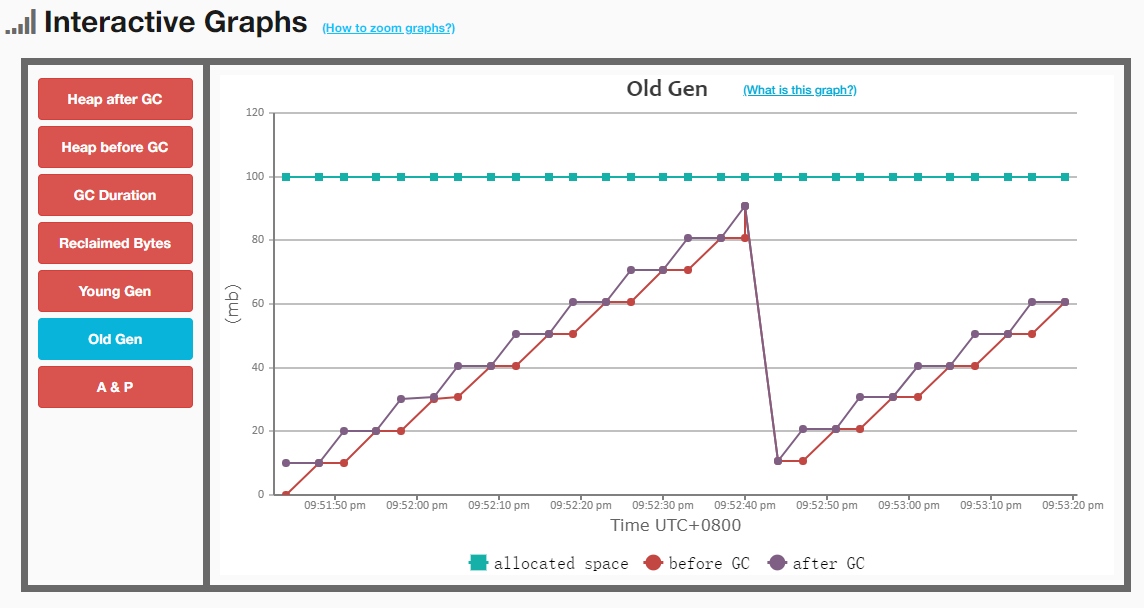 Interactive Graphs (How to zoom graphs?)
Heap after GC
Heap before GC
GC Duration
Reclaimed Bytes
Young Gen
Old Gen
A & P
Old Gen (What is this graph?)
120
100
80
60
40
20
0
(mb)
09:51:50 pm 09:52:00 pm 09:52:10 pm 09:52:20 pm 09:52:30 pm 09:52:40 pm 09:52:50 pm 09:53:00 pm 09:53:10 pm 09:53:20 pm
Time UTC+0800
allocated space before GC after GC